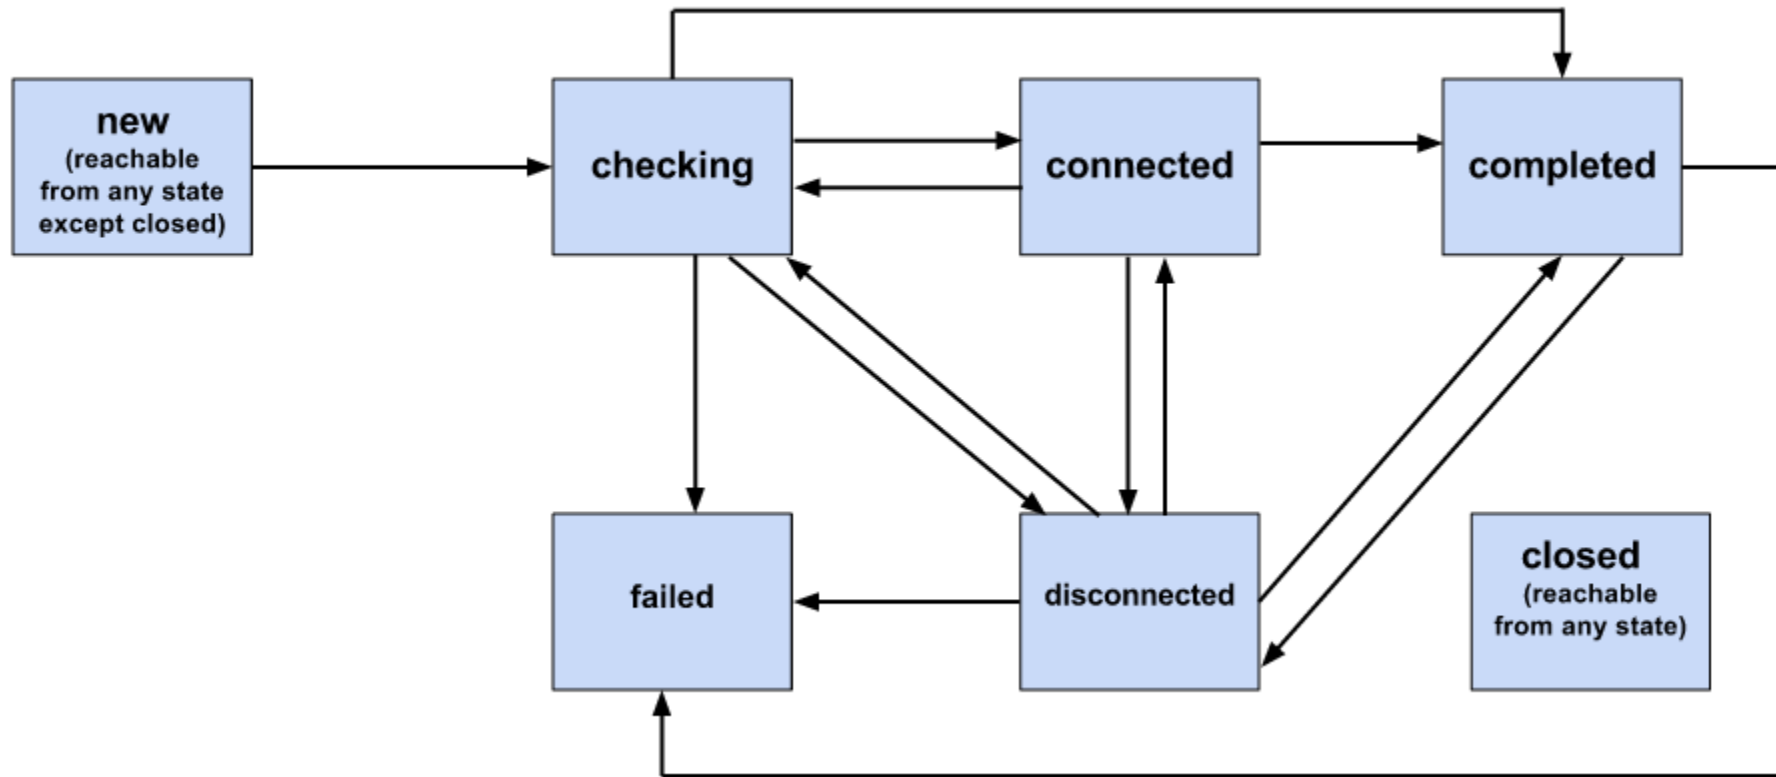 new
(reachable
from any state
except closed)
checking
connected
completed
failed
disconnected
closed
(reachable
from any state)